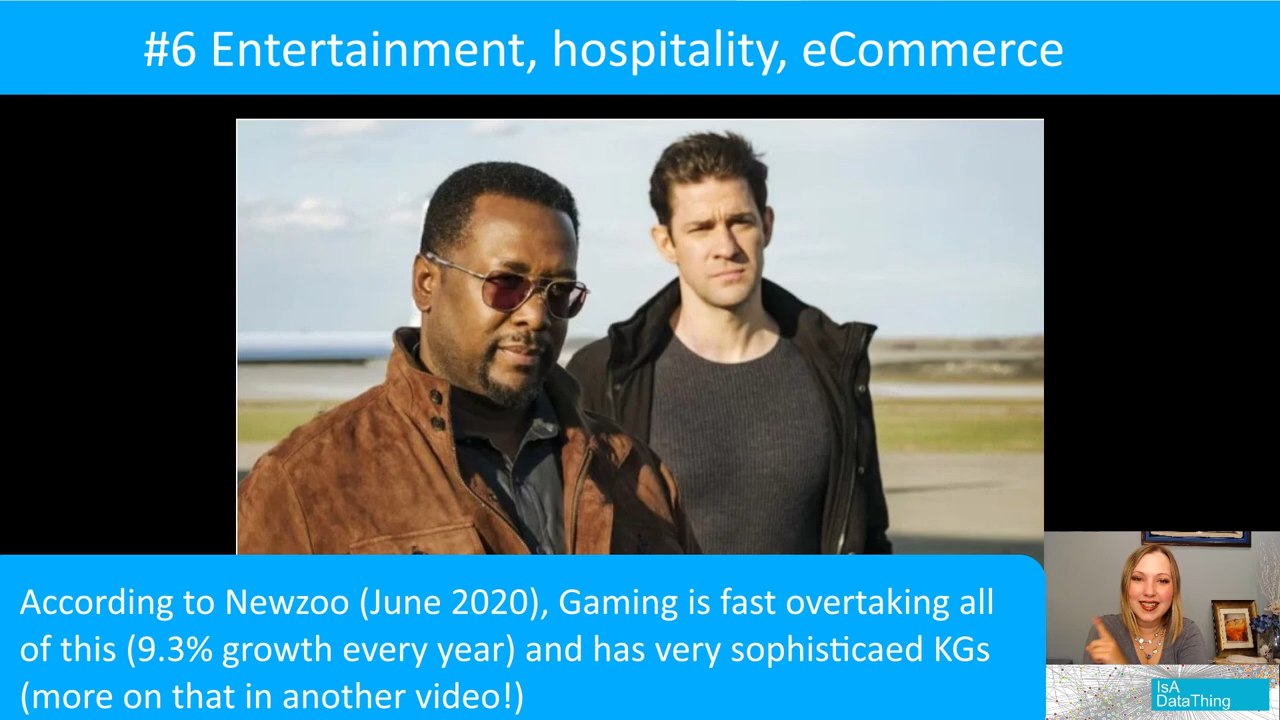 #6 Entertainment, hospitality, eCommerce
According to Newzoo (June 2020), Gaming is fast overtaking all
of this (9.3% growth every year) and has very sophisticaed KGs
(more on that in another video!)
IsA
DataThing